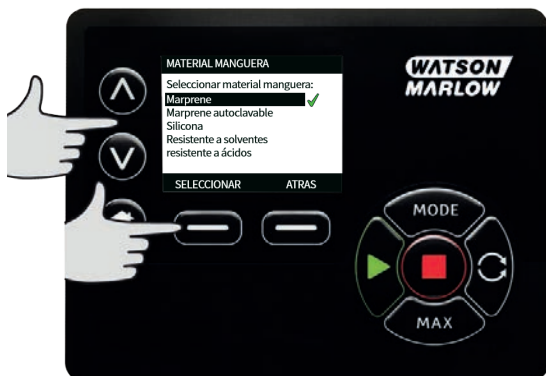 MATERIAL MANGUERA
Seleccionar material manguera:
Marprene
Marprene autoclavable
Silicona
Resistente a solventes
resistente a ácidos
SELECCIONAR ATRAS
WATSON
MARLOW
MODE
MAX